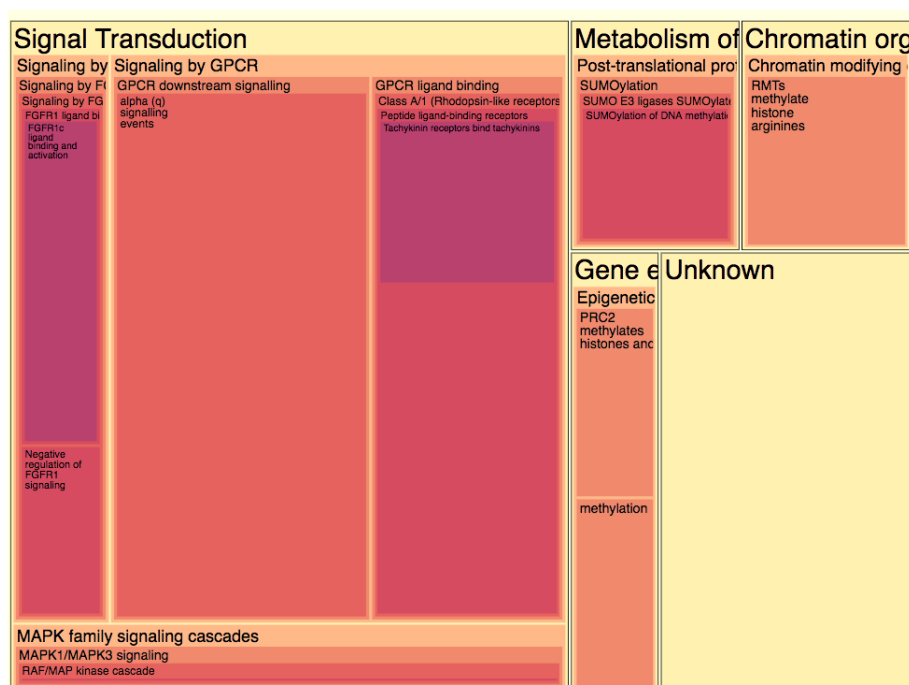 Signal Transduction
Signaling by
Signaling by F
Signaling by FG
FGFR1 ligand bi
FGFR1c
ligand
binding and
activation
Negative
regulation of
FGFR1
signaling
Signaling by GPCR
GPCR downstream signalling
alpha (q)
signalling
events
GPCR ligand binding
Class A/1 (Rhodopsin-like receptors
Peptide ligand-binding receptors
Tachykinin receptors bind tachykinins
MAPK family signaling cascades
MAPK1/MAPK3 signaling
RAF/MAP kinase cascade
Metabolism of
Post-translational prot
SUMOylation
SUMO E3 ligases SUMOylate
SUMOylation of DNA methylati
Chromatin org
Chromatin modifying
RMTs
methylate
histone
arginines
Gene e
Epigenetic
PRC2
methylates
histones and
methylation
Unknown